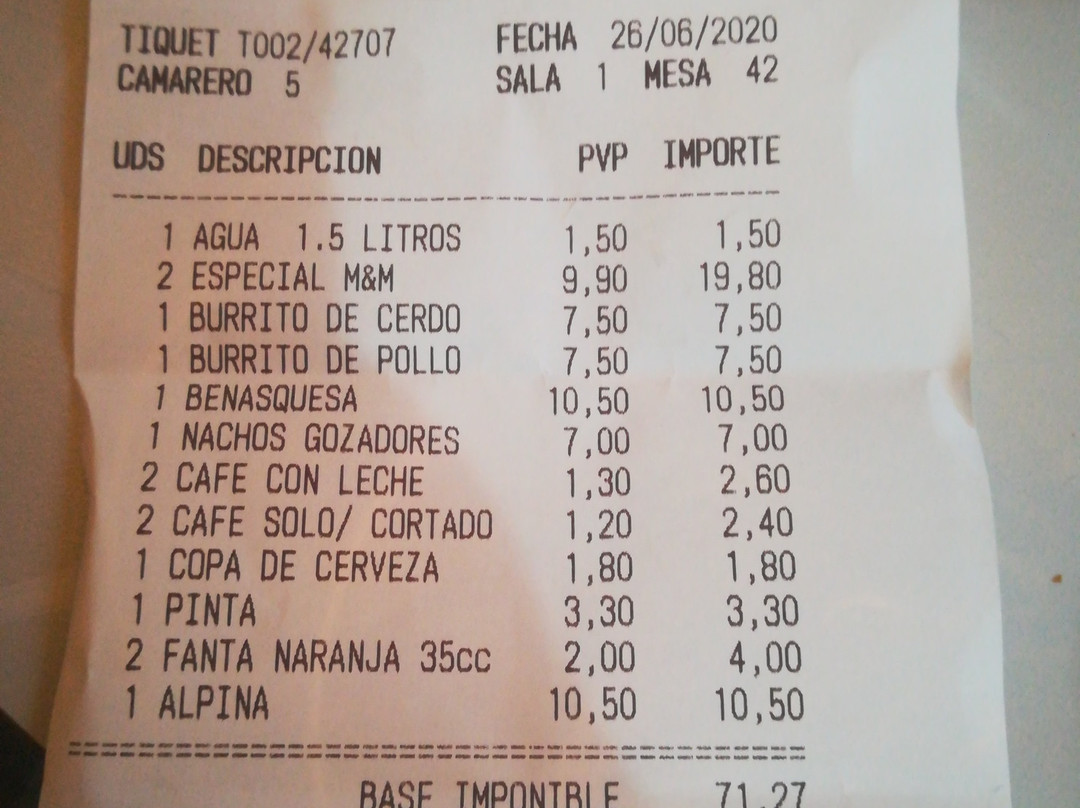 TIQUET T002/42707 FECHA 26/06/2020
CAMARERO 5 SALA 1 MESA 42
UDS DESCRIPCION PVP IMPORTE
1 AGUA 1.5 LITROS 1,50 1,50
2 ESPECIAL M&M 9,90 19,80
1 BURRITO DE CERDO 7,50 7,50
1 BURRITO DE POLLO 7,50 7,50
1 BENASQUESA 10,50 10,50
1 NACHOS GOZADORES 7,00 7,00
2 CAFE CON LECHE 1,30 2,60
2 CAFE SOLO/ CORTADO 1,20 2,40
1 COPA DE CERVEZA 1,80 1,80
1 PINTA 3,30 3,30
2 FANTA NARANJA 35cc 2,00 4,00
1 ALPINA 10,50 10,50
BASE IMPONIBLE 71,27